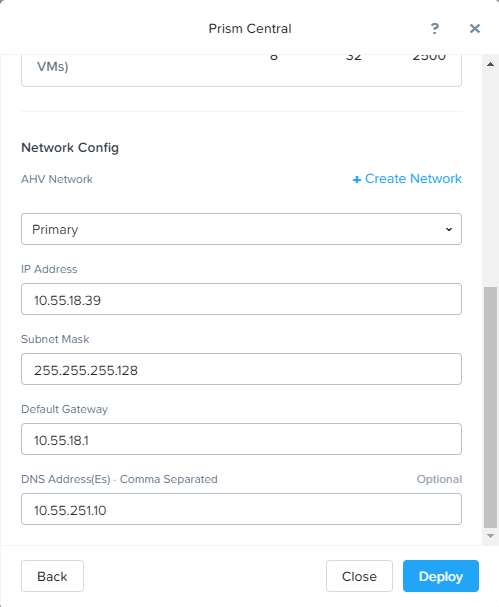 Prism Central
?
×
VMs)
8 32 2500
Network Config
AHV Network
+ Create Network
Primary
IP Address
10.55.18.39
Subnet Mask
255.255.255.128
Default Gateway
10.55.18.1
DNS Address(Es) - Comma Separated Optional
10.55.251.10
Back Close Deploy